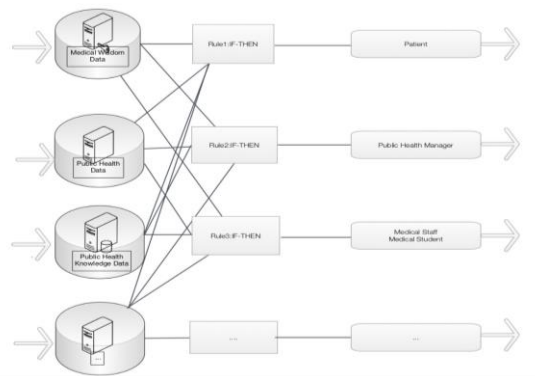 Medical Wisdom
Data
Rule1:IF-THEN
Patient
Public Health
Data
Rule2:IF-THEN
Public Health Manager
Public Health
Knowledge Data
Rule3:IF-THEN
Medical Staff
Medical Student
...
...
...